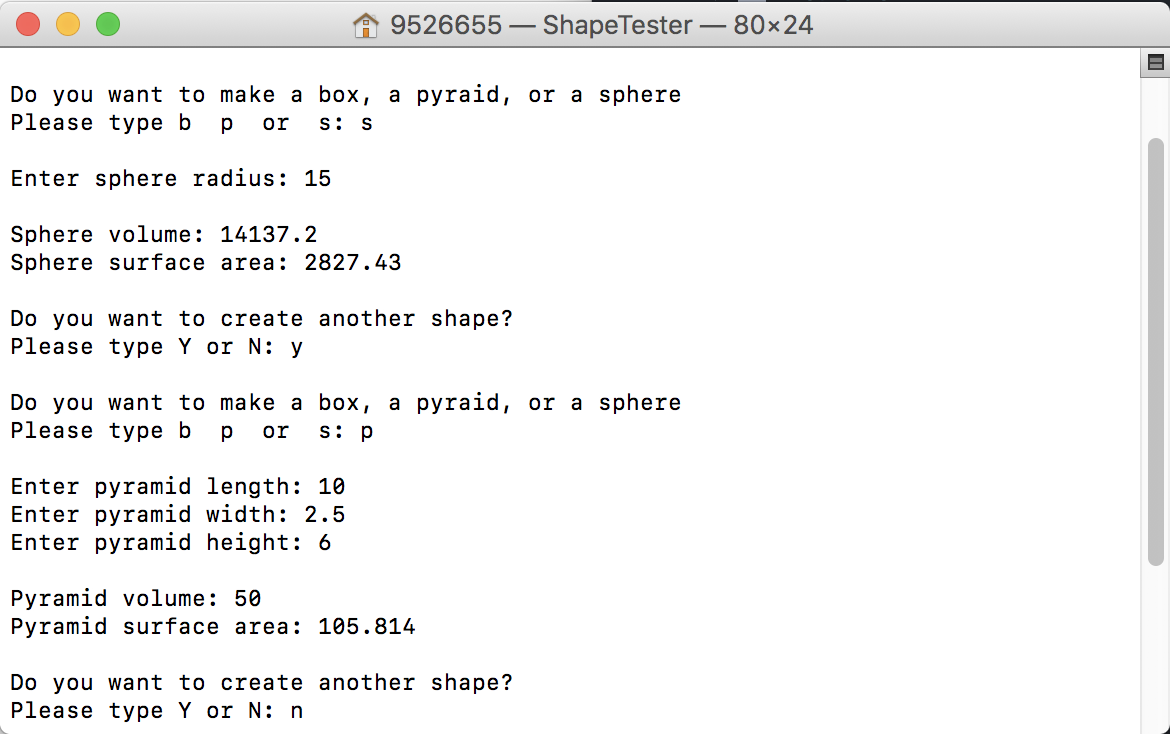 9526655 — ShapeTester — 80×24
Do you want to make a box, a pyraid, or a sphere
Please type b  p  or  s: s
Enter sphere radius: 15
Sphere volume: 14137.2
Sphere surface area: 2827.43
Do you want to create another shape?
Please type Y or N: y
Do you want to make a box, a pyraid, or a sphere
Please type b  p  or  s: p
Enter pyramid length: 10
Enter pyramid width: 2.5
Enter pyramid height: 6
Pyramid volume: 50
Pyramid surface area: 105.814
Do you want to create another shape?
Please type Y or N: n